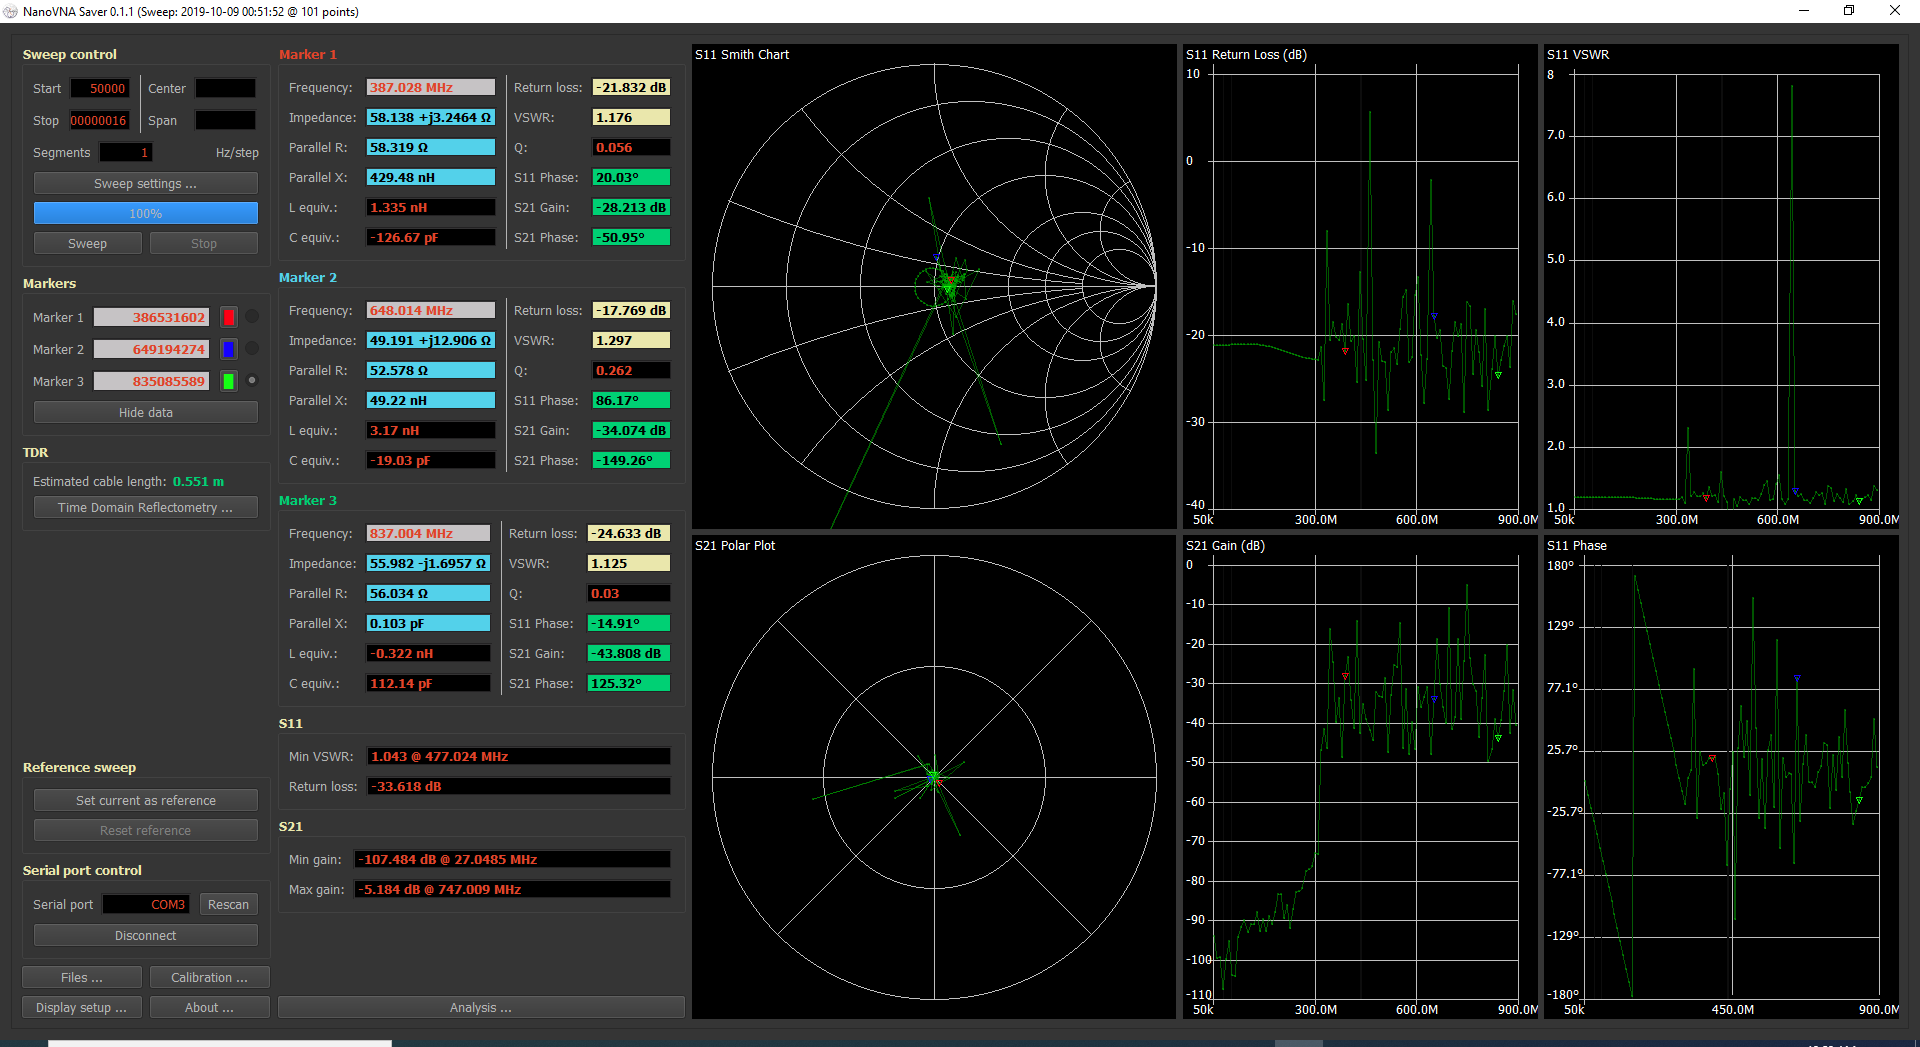 NanoVNA Saver 0.1.1 (Sweep: 2019-10-09 00:51:52 @ 101 points)
Sweep control
Start 50000 Center
Stop 00000016 Span
Segments 1 Hz/step
Sweep settings ...
100%
Sweep Stop
Markers
Marker 1 386531602
Marker 2 649194274
Marker 3 835085589
Hide data
TDR
Estimated cable length: 0.551 m
Time Domain Reflectometry ...
Reference sweep
Set current as reference
Reset reference
Serial port control
Serial port COM3 Rescan
Disconnect
Files ... Calibration ...
Display setup ... About ...
Marker 1
Frequency: 387.028 MHz Return loss: -21.832 dB
Impedance: 58.138 +j3.2464 Ω VSWR: 1.176
Parallel R: 58.319 Ω Q: 0.056
Parallel X: 429.48 nH S11 Phase: 20.03°
L equiv.: 1.335 nH S21 Gain: -28.213 dB
C equiv.: -126.67 pF S21 Phase: -50.95°
Marker 2
Frequency: 648.014 MHz Return loss: -17.769 dB
Impedance: 49.191 +j12.906 Ω VSWR: 1.297
Parallel R: 52.578 Ω Q: 0.262
Parallel X: 49.22 nH S11 Phase: 86.17°
L equiv.: 3.17 nH S21 Gain: -34.074 dB
C equiv.: -19.03 pF S21 Phase: -149.26°
Marker 3
Frequency: 837.004 MHz Return loss: -24.633 dB
Impedance: 55.982 -j1.6957 Ω VSWR: 1.125
Parallel R: 56.034 Ω Q: 0.03
Parallel X: 0.103 pF S11 Phase: -14.91°
L equiv.: -0.322 nH S21 Gain: -43.808 dB
C equiv.: 112.14 pF S21 Phase: 125.32°
S11
Min VSWR: 1.043 @ 477.024 MHz
Return loss: -33.618 dB
S21
Min gain: -107.484 dB @ 27.0485 MHz
Max gain: -5.184 dB @ 747.009 MHz
Analysis ...
S11 Smith Chart
S11 Return Loss (dB)
10
0
-10
-20
-30
-40
50k 300.0M 600.0M 900.0M
S11 VSWR
8
7.0
6.0
5.0
4.0
3.0
2.0
1.0
50k 300.0M 600.0M 900.0M
S21 Polar Plot
S21 Gain (dB)
0
-10
-20
-30
-40
-50
-60
-70
-80
-90
-100
-110
50k 300.0M 600.0M 900.0M
S11 Phase
180°
129°
77.1°
25.7°
-25.7°
-77.1°
-129°
-180°
50k 450.0M 900.0M